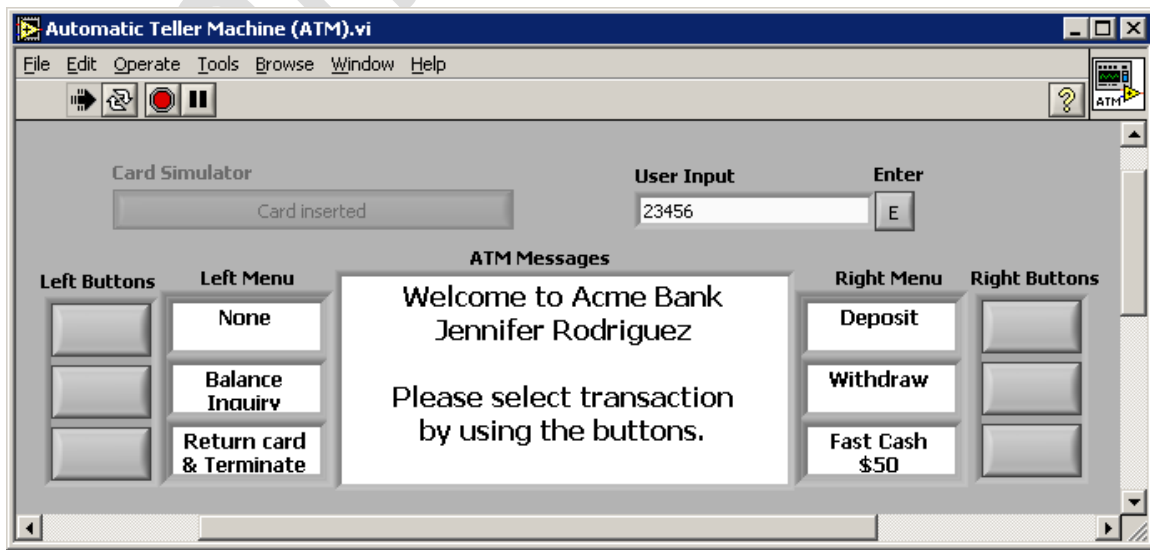 Automatic Teller Machine (ATM).vi
File Edit Operate Tools Browse Window Help
?
ATM
Card Simulator
Card inserted
User Input
23456
Enter
E
Left Buttons
Left Menu
None
Balance
Inquiry
Return card
& Terminate
ATM Messages
Welcome to Acme Bank
Jennifer Rodriguez
Please select transaction
by using the buttons.
Right Menu
Deposit
Withdraw
Fast Cash
$50
Right Buttons